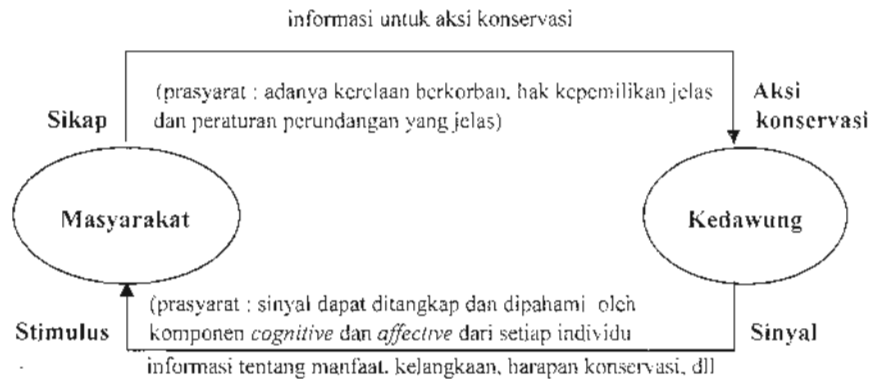 informasi untuk aksi konservasi
(prasyarat : adanya kerelaan berkorban, hak kepemilikan jelas
dan peraturan perundangan yang jelas)
Sikap
Aksi
konservasi
Masyarakat
Kedawung
(prasyarat : sinyal dapat ditangkap dan dipahami oleh
komponen cognitive dan affective dari setiap individu
Stimulus
Sinyal
informasi tentang manfaat, kelangkaan, harapan konservasi, dll